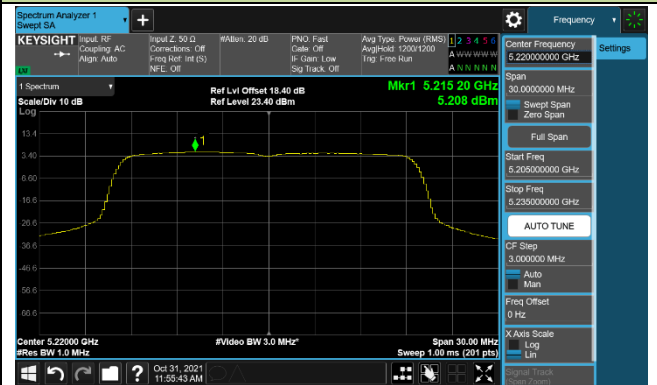 Spectrum Analyzer 1
Swept SA
Frequency
KEYSIGHT
Input: RF
Coupling: AC
Align: Auto
Input Z: 50 Ω
Corrections: Off
Freq Ref: Int (S)
NFE: Off
#Atten: 20 dB
PNO: Fast
Gate: Off
IF Gain: Low
Sig Track: Off
Avg Type: Power (RMS)
Avg|Hold: 1200/1200
Trig: Free Run
1 2 3 4 5 6
A W W W W W
A N N N N N
LXI
1 Spectrum
Scale/Div 10 dB
Log
Ref Lvl Offset 18.40 dB
Ref Level 23.40 dBm
Mkr1 5.215 20 GHz
5.208 dBm
13.4
3.40
-6.60
-16.6
-26.6
-36.6
-46.6
-56.6
-66.6
1
Center 5.22000 GHz
#Res BW 1.0 MHz
#Video BW 3.0 MHz*
Span 30.00 MHz
Sweep 1.00 ms (201 pts)
Oct 31, 2021
11:55:43 AM
?
Center Frequency
5.220000000 GHz
Settings
Span
30.0000000 MHz
Swept Span
Zero Span
Full Span
Start Freq
5.205000000 GHz
Stop Freq
5.235000000 GHz
AUTO TUNE
CF Step
3.000000 MHz
Auto
Man
Freq Offset
0 Hz
X Axis Scale
Log
Lin
Signal Track
(Span Zoom)